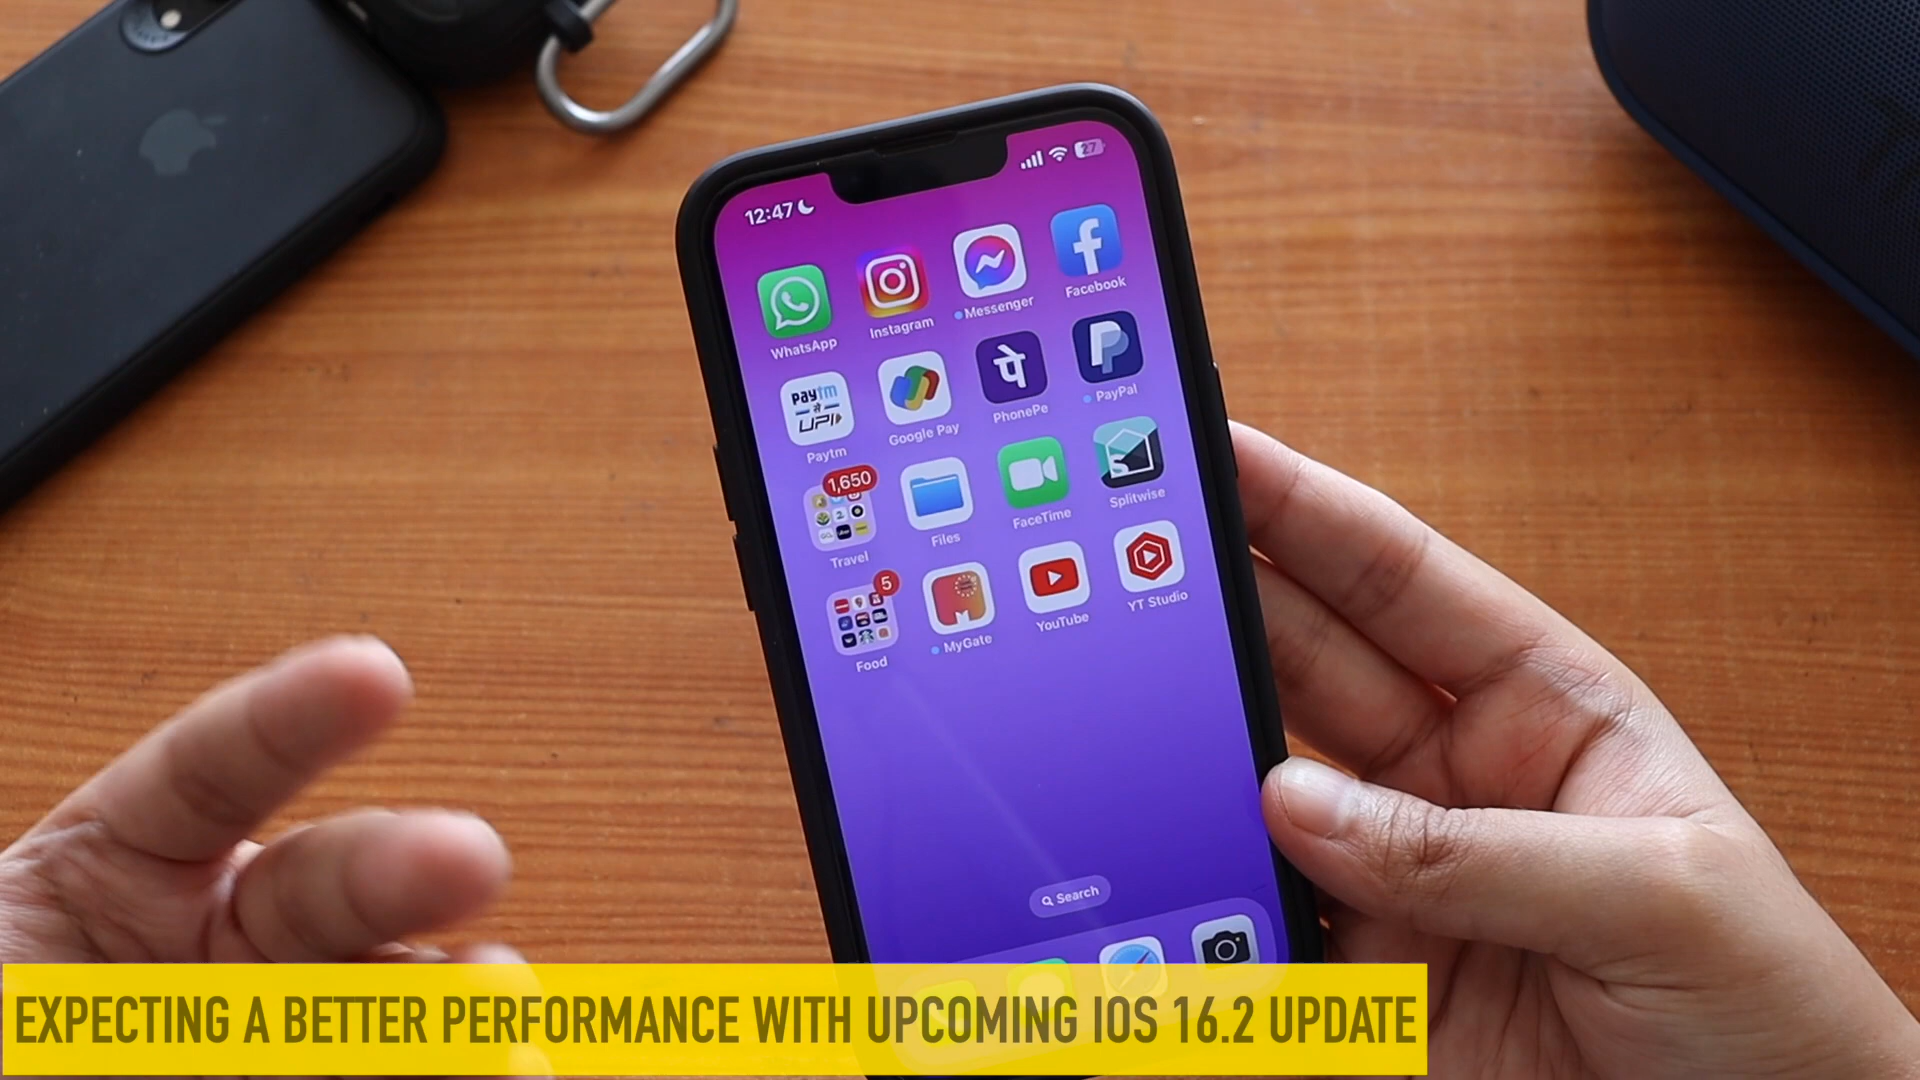 12:47
27
WhatsApp
Instagram
Messenger
Facebook
Paytm
से
UPI
Paytm
Google Pay
पे
PhonePe
PayPal
1,650
Travel
Files
FaceTime
Splitwise
5
Food
MyGate
YouTube
YT Studio
Search
EXPECTING A BETTER PERFORMANCE WITH UPCOMING IOS 16.2 UPDATE